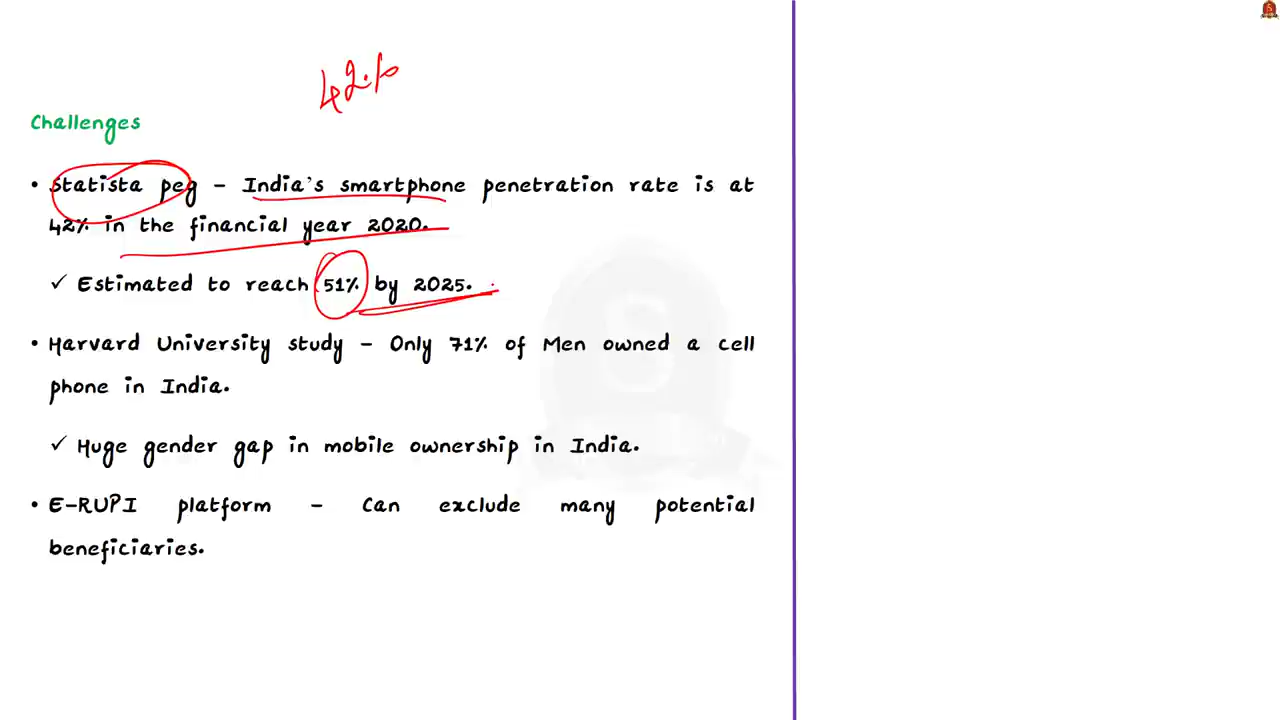 42%
Challenges
• Statista peg – India's smartphone penetration rate is at
42% in the financial year 2020.
✓ Estimated to reach 51% by 2025.
• Harvard University study – Only 71% of Men owned a cell
phone in India.
✓ Huge gender gap in mobile ownership in India.
• E-RUPI platform – Can exclude many potential
beneficiaries.